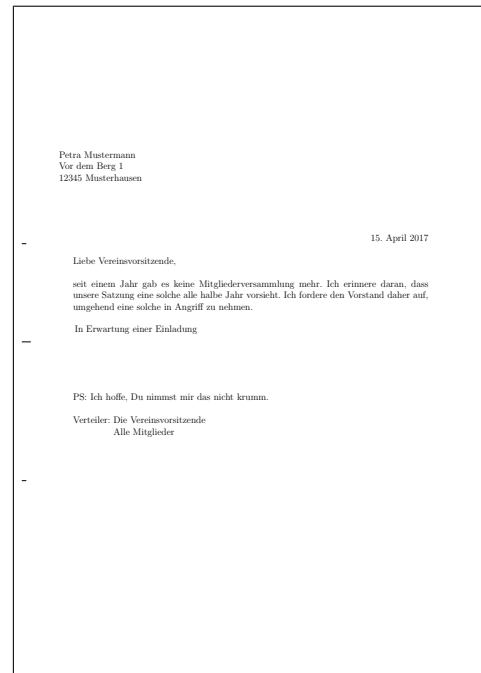 Petra Mustermann
Vor dem Berg 1
12345 Musterhausen
15. April 2017
Liebe Vereinsvorsitzende,
seit einem Jahr gab es keine Mitgliederversammlung mehr. Ich erinnere daran, dass
unsere Satzung eine solche alle halbe Jahr vorsieht. Ich fordere den Vorstand daher auf,
umgehend eine solche in Angriff zu nehmen.
In Erwartung einer Einladung
PS: Ich hoffe, Du nimmst mir das nicht krumm.
Verteiler: Die Vereinsvorsitzende
Alle Mitglieder